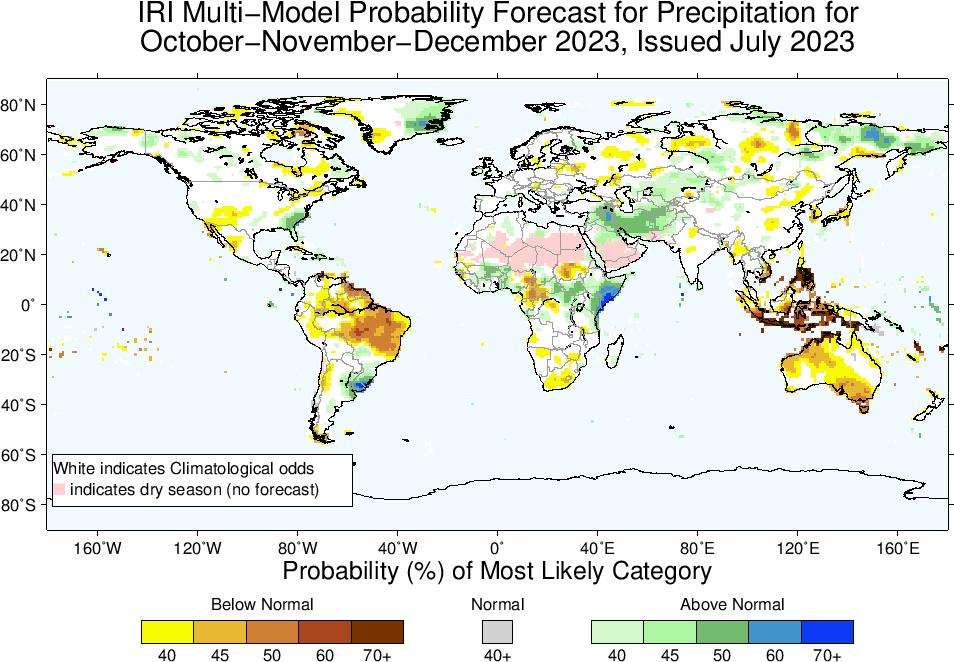 IRI Multi−Model Probability Forecast for Precipitation for
October−November−December 2023, Issued July 2023
80˚N
60˚N
40˚N
20˚N
0˚
20˚S
40˚S
60˚S
80˚S
White indicates Climatological odds
indicates dry season (no forecast)
160˚W 120˚W 80˚W 40˚W 0˚ 40˚E 80˚E 120˚E 160˚E
Probability (%) of Most Likely Category
Below Normal Normal Above Normal
40 45 50 60 70+ 40+ 40 45 50 60 70+